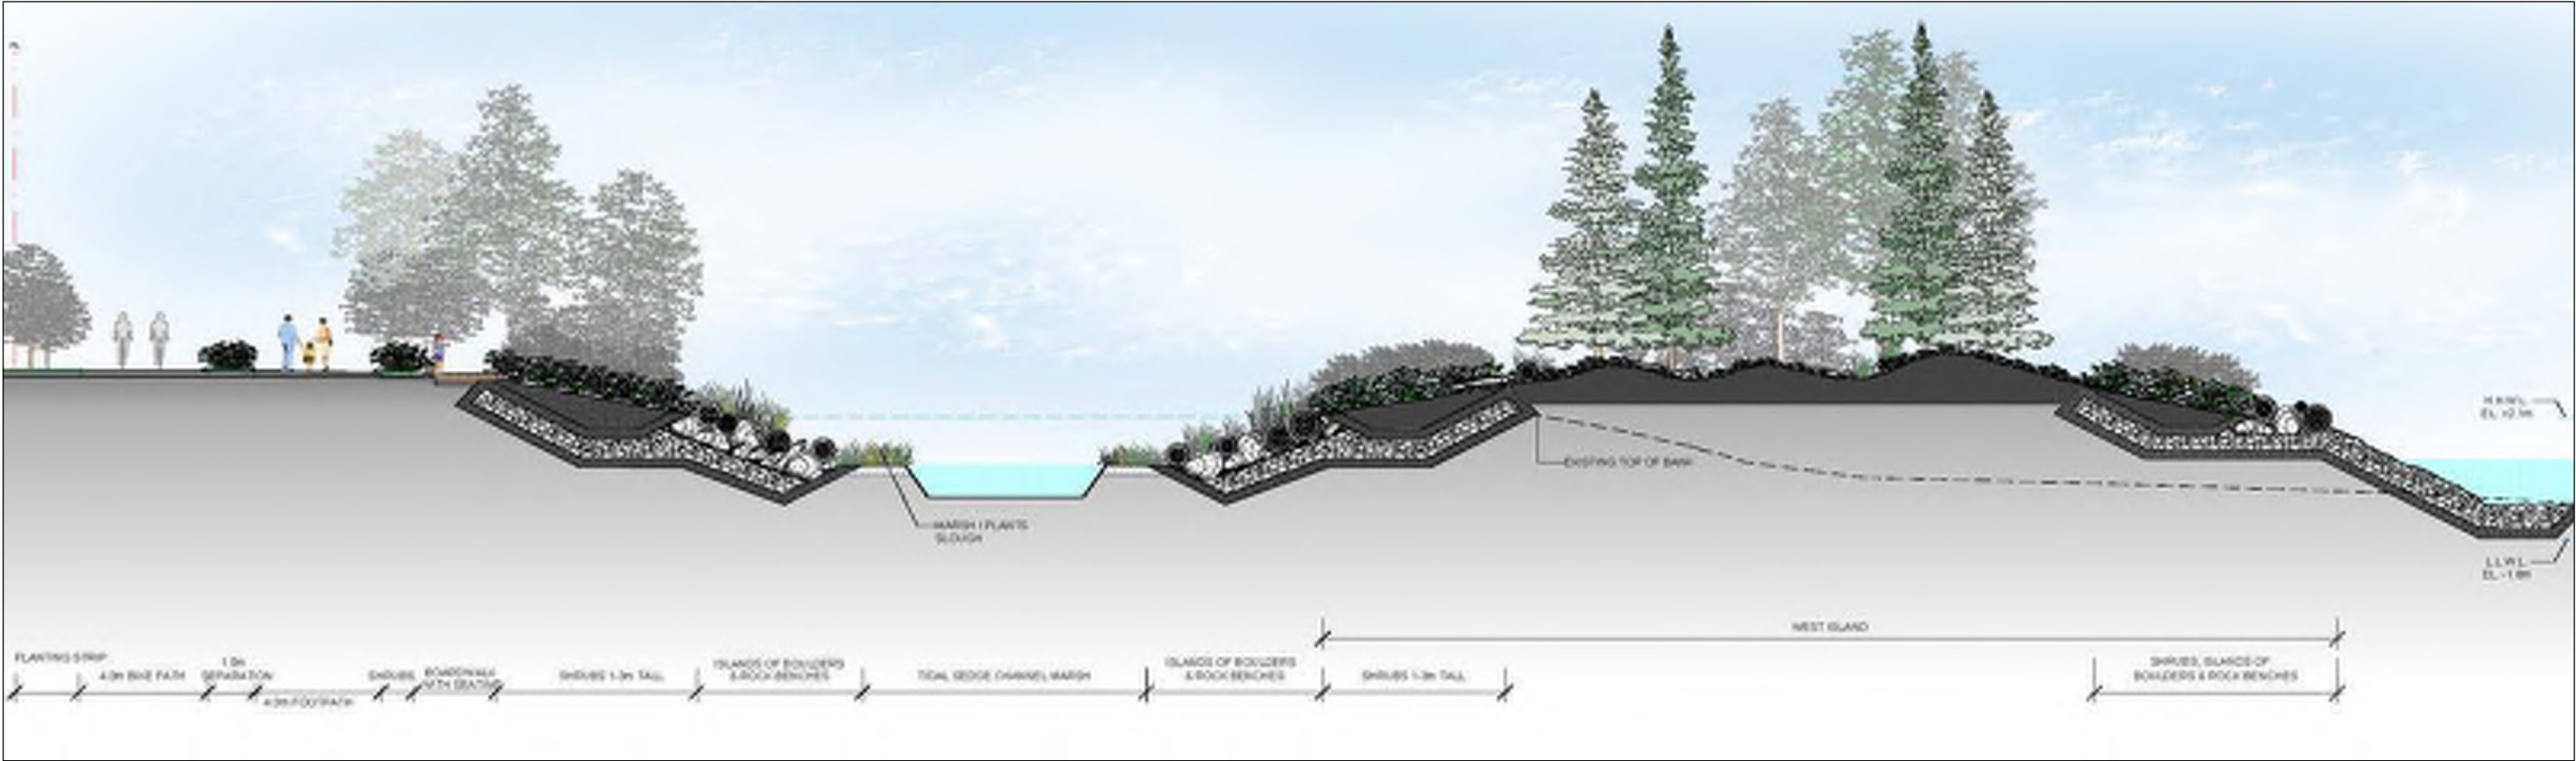 H.H.W.L.
EL +2.1m
EXISTING TOP OF BANK
MARSH / PLANTS
SLOUGH
L.L.W.L.
EL -1.8m
WEST ISLAND
PLANTING STRIP
4.0m BIKE PATH
1.0m
SEPARATION
4.0m FOOTPATH
SHRUBS
BOARDWALK
WITH SEATING
SHRUBS 1-3m TALL
ISLANDS OF BOULDERS
& ROCK BENCHES
TIDAL SEDGE CHANNEL MARSH
ISLANDS OF BOULDERS
& ROCK BENCHES
SHRUBS 1-3m TALL
SHRUBS, ISLANDS OF
BOULDERS & ROCK BENCHES